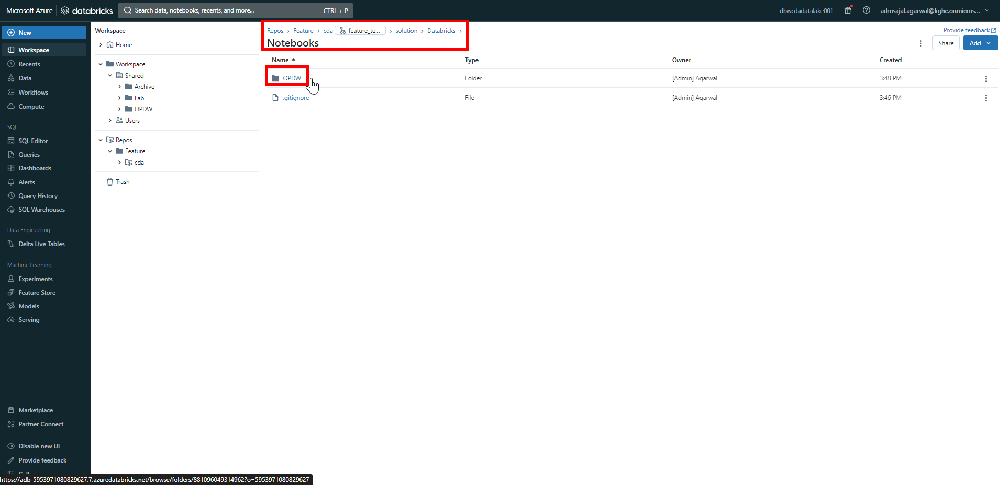 Microsoft Azure
databricks
Search data, notebooks, recents, and more...
CTRL + P
dbwcdadatalake001
admsajal.agarwal@kghc.onmicros...
New
Workspace
Recents
Data
Workflows
Compute
SQL
SQL Editor
Queries
Dashboards
Alerts
Query History
SQL Warehouses
Data Engineering
Delta Live Tables
Machine Learning
Experiments
Feature Store
Models
Serving
Marketplace
Partner Connect
Disable new UI
Provide feedback
Workspace
Home
Workspace
Shared
Archive
Lab
OPDW
Users
Repos
Feature
cda
Trash
Repos › Feature › cda feature_te... › solution › Databricks ›
Provide feedback
Notebooks
Share
Add
Name Type Owner Created
OPDW Folder [Admin] Agarwal 3:48 PM
.gitignore File [Admin] Agarwal 3:46 PM
https://adb-5953971080829627.7.azuredatabricks.net/browse/folders/881096049314962?o=5953971080829627